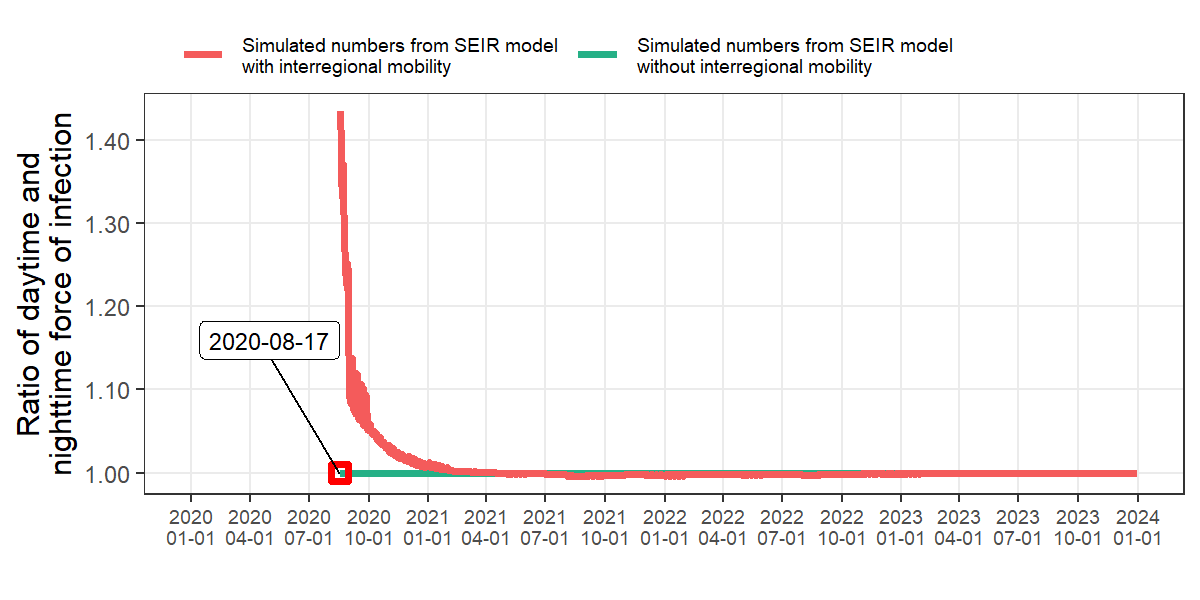 Simulated numbers from SEIR model
with interregional mobility
Simulated numbers from SEIR model
without interregional mobility
Ratio of daytime and
nighttime force of infection
1.40
1.30
1.20
1.10
1.00
2020-08-17
2020 2020 2020 2020 2021 2021 2021 2021 2022 2022 2022 2022 2023 2023 2023 2023 2024
01-01 04-01 07-01 10-01 01-01 04-01 07-01 10-01 01-01 04-01 07-01 10-01 01-01 04-01 07-01 10-01 01-01